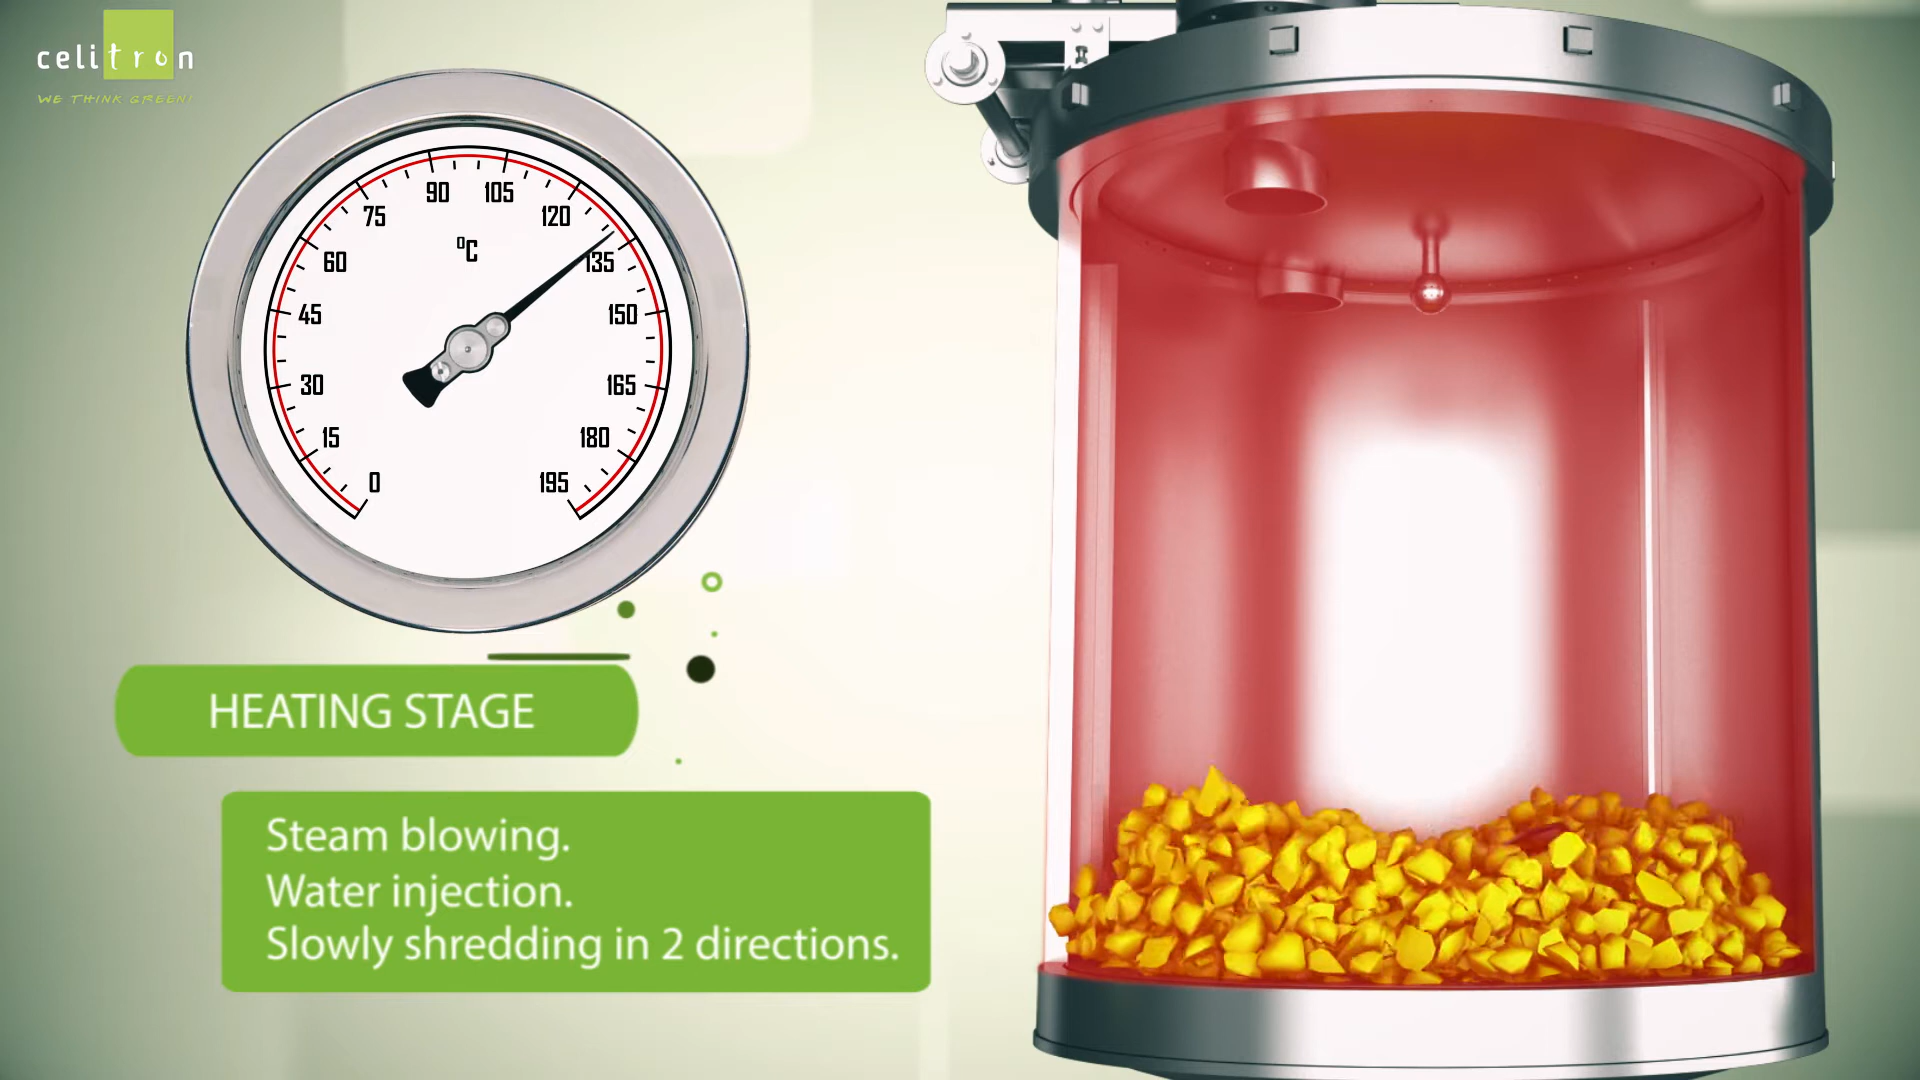 celitron
WE THINK GREEN!
0
15
30
45
60
75
90
105
120
135
150
165
180
195
ºC
HEATING STAGE
Steam blowing.
Water injection.
Slowly shredding in 2 directions.